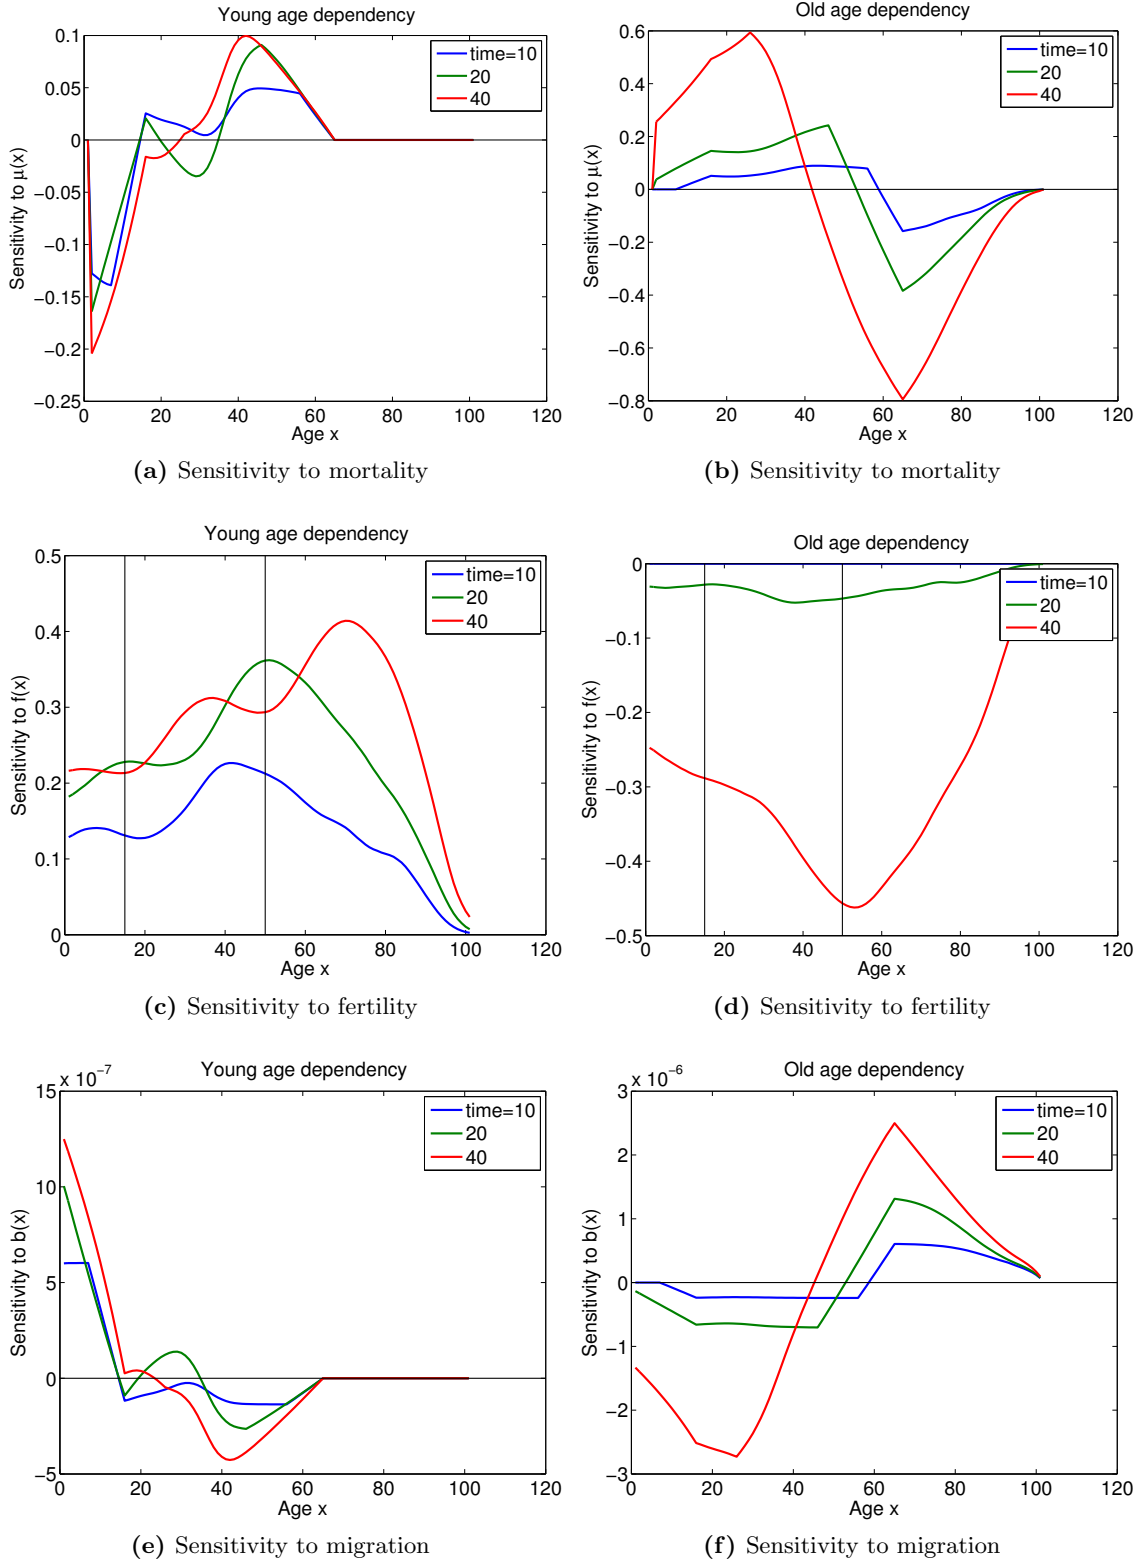 Young age dependency
0.1
0.05
0
−0.05
−0.1
−0.15
−0.2
−0.25
Sensitivity to μ(x)
time=10
20
40
0 20 40 60 80 100 120
Age x
(a) Sensitivity to mortality
Old age dependency
0.6
0.4
0.2
0
−0.2
−0.4
−0.6
−0.8
Sensitivity to μ(x)
time=10
20
40
0 20 40 60 80 100 120
Age x
(b) Sensitivity to mortality
Young age dependency
0.5
0.4
0.3
0.2
0.1
0
Sensitivity to f(x)
time=10
20
40
0 20 40 60 80 100 120
Age x
(c) Sensitivity to fertility
Old age dependency
0
−0.1
−0.2
−0.3
−0.4
−0.5
Sensitivity to f(x)
time=10
20
40
0 20 40 60 80 100 120
Age x
(d) Sensitivity to fertility
Young age dependency
x 10⁻⁷
15
10
5
0
−5
Sensitivity to b(x)
time=10
20
40
0 20 40 60 80 100 120
Age x
(e) Sensitivity to migration
Old age dependency
x 10⁻⁶
3
2
1
0
−1
−2
−3
Sensitivity to b(x)
time=10
20
40
0 20 40 60 80 100 120
Age x
(f) Sensitivity to migration